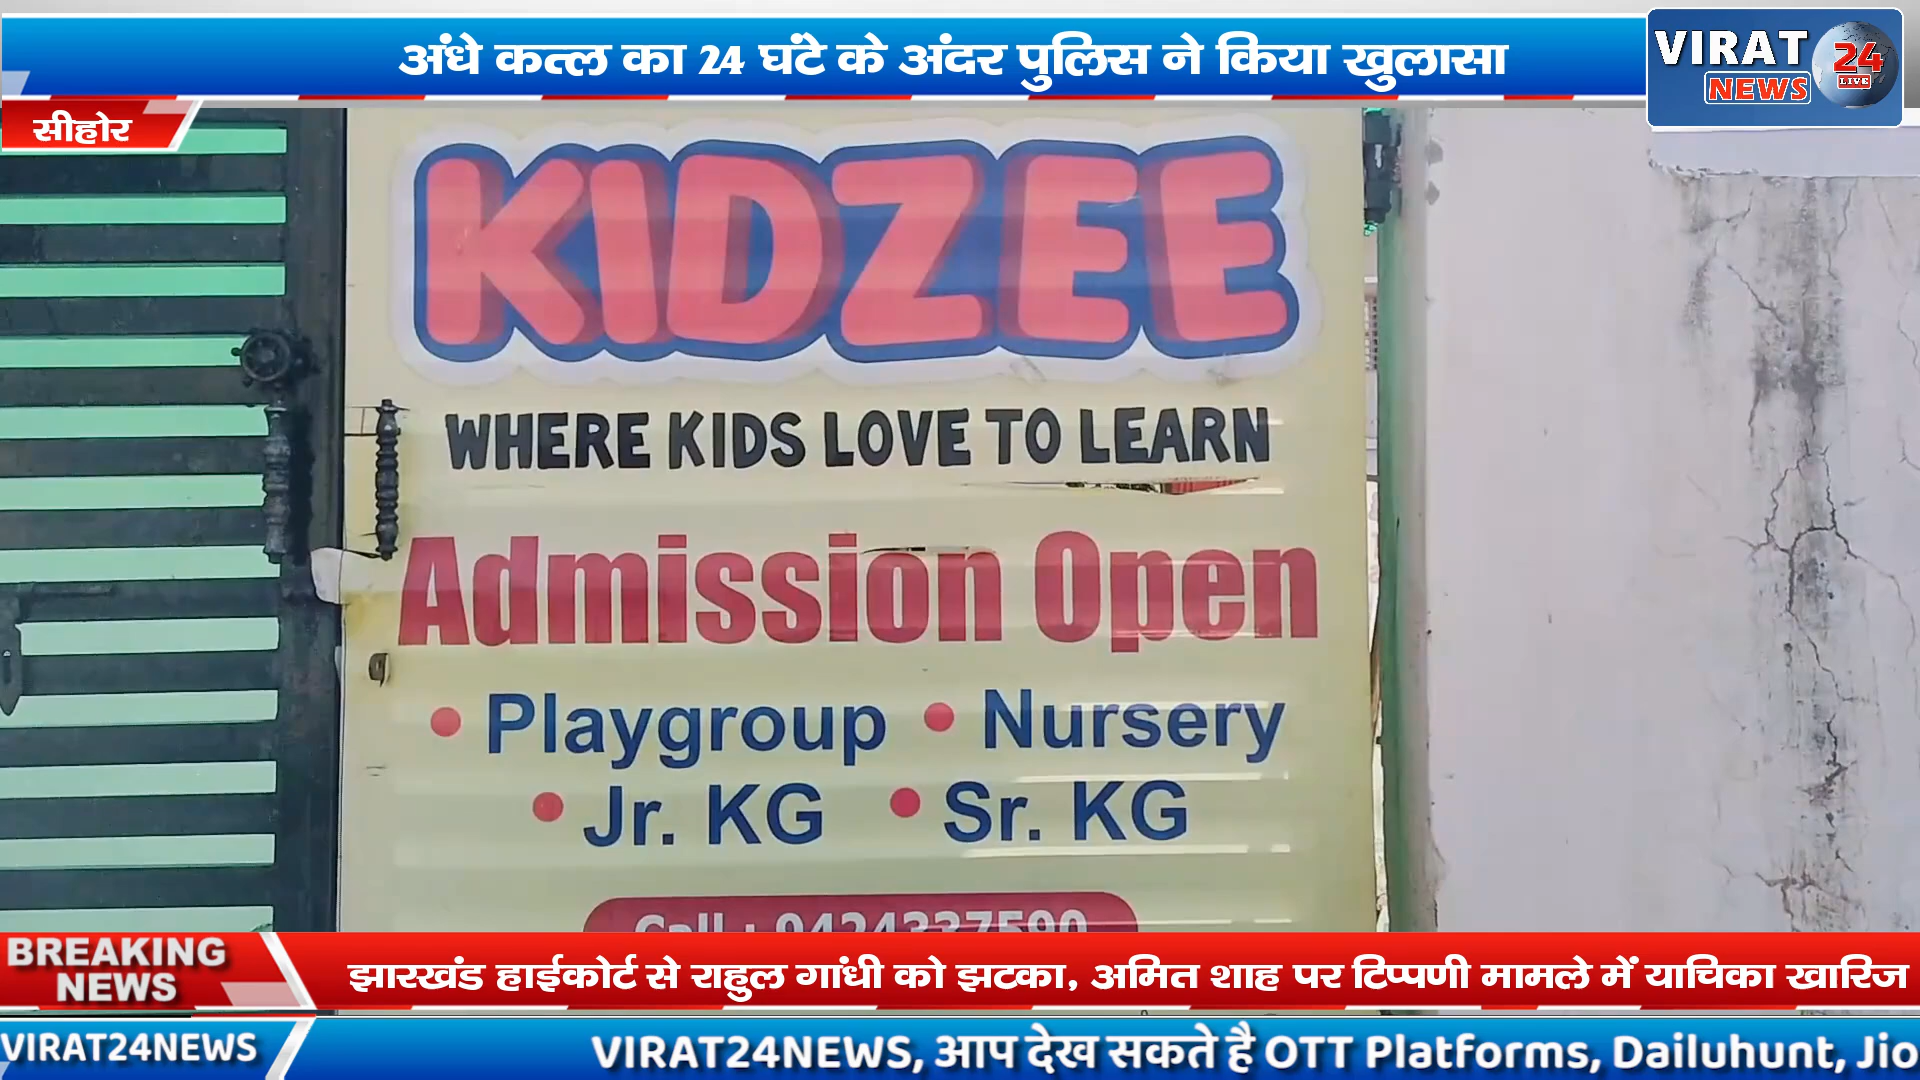 अंधे कत्ल का 24 घंटे के अंदर पुलिस ने किया खुलासा
VIRAT 24
LIVE
NEWS
सीहोर
KIDZEE
WHERE KIDS LOVE TO LEARN
Admission Open
• Playgroup • Nursery
• Jr. KG • Sr. KG
Call : 9424337590
BREAKING
NEWS
झारखंड हाईकोर्ट से राहुल गांधी को झटका, अमित शाह पर टिप्पणी मामले में याचिका खारिज
VIRAT24NEWS
VIRAT24NEWS, आप देख सकते है OTT Platforms, Dailuhunt, Jio